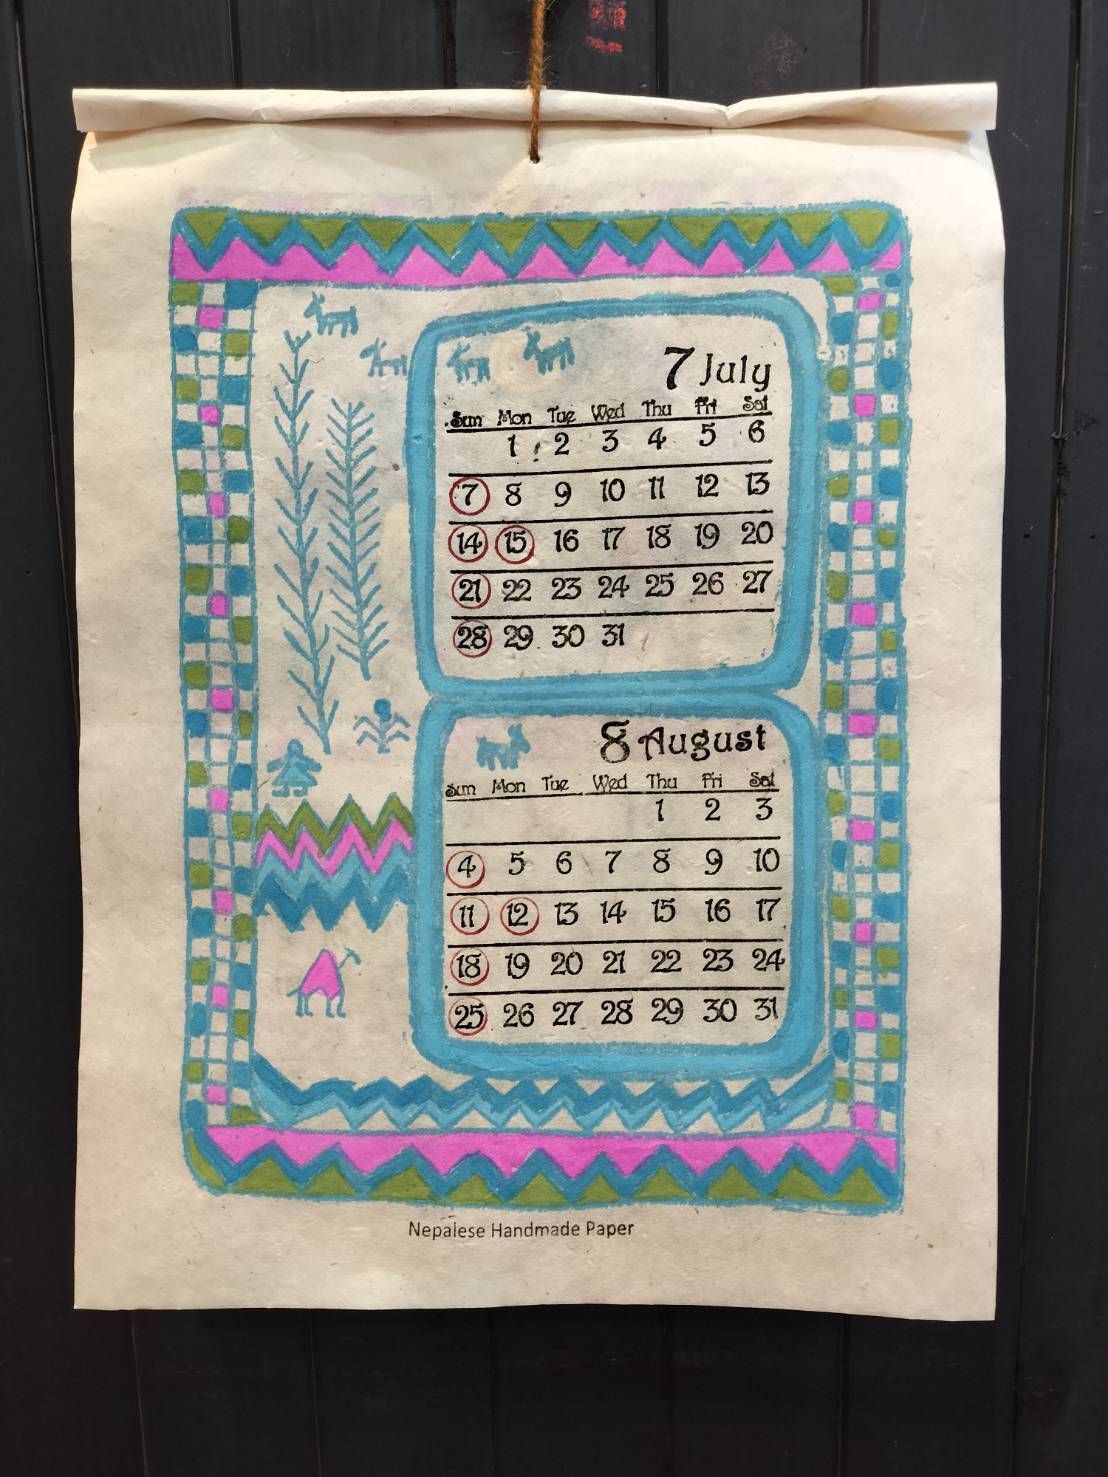 7 July
Sun Mon Tue Wed Thu Fri Sat
1 2 3 4 5 6
7 8 9 10 11 12 13
14 15 16 17 18 19 20
21 22 23 24 25 26 27
28 29 30 31
8 August
Sun Mon Tue Wed Thu Fri Sat
1 2 3
4 5 6 7 8 9 10
11 12 13 14 15 16 17
18 19 20 21 22 23 24
25 26 27 28 29 30 31
Nepalese Handmade Paper